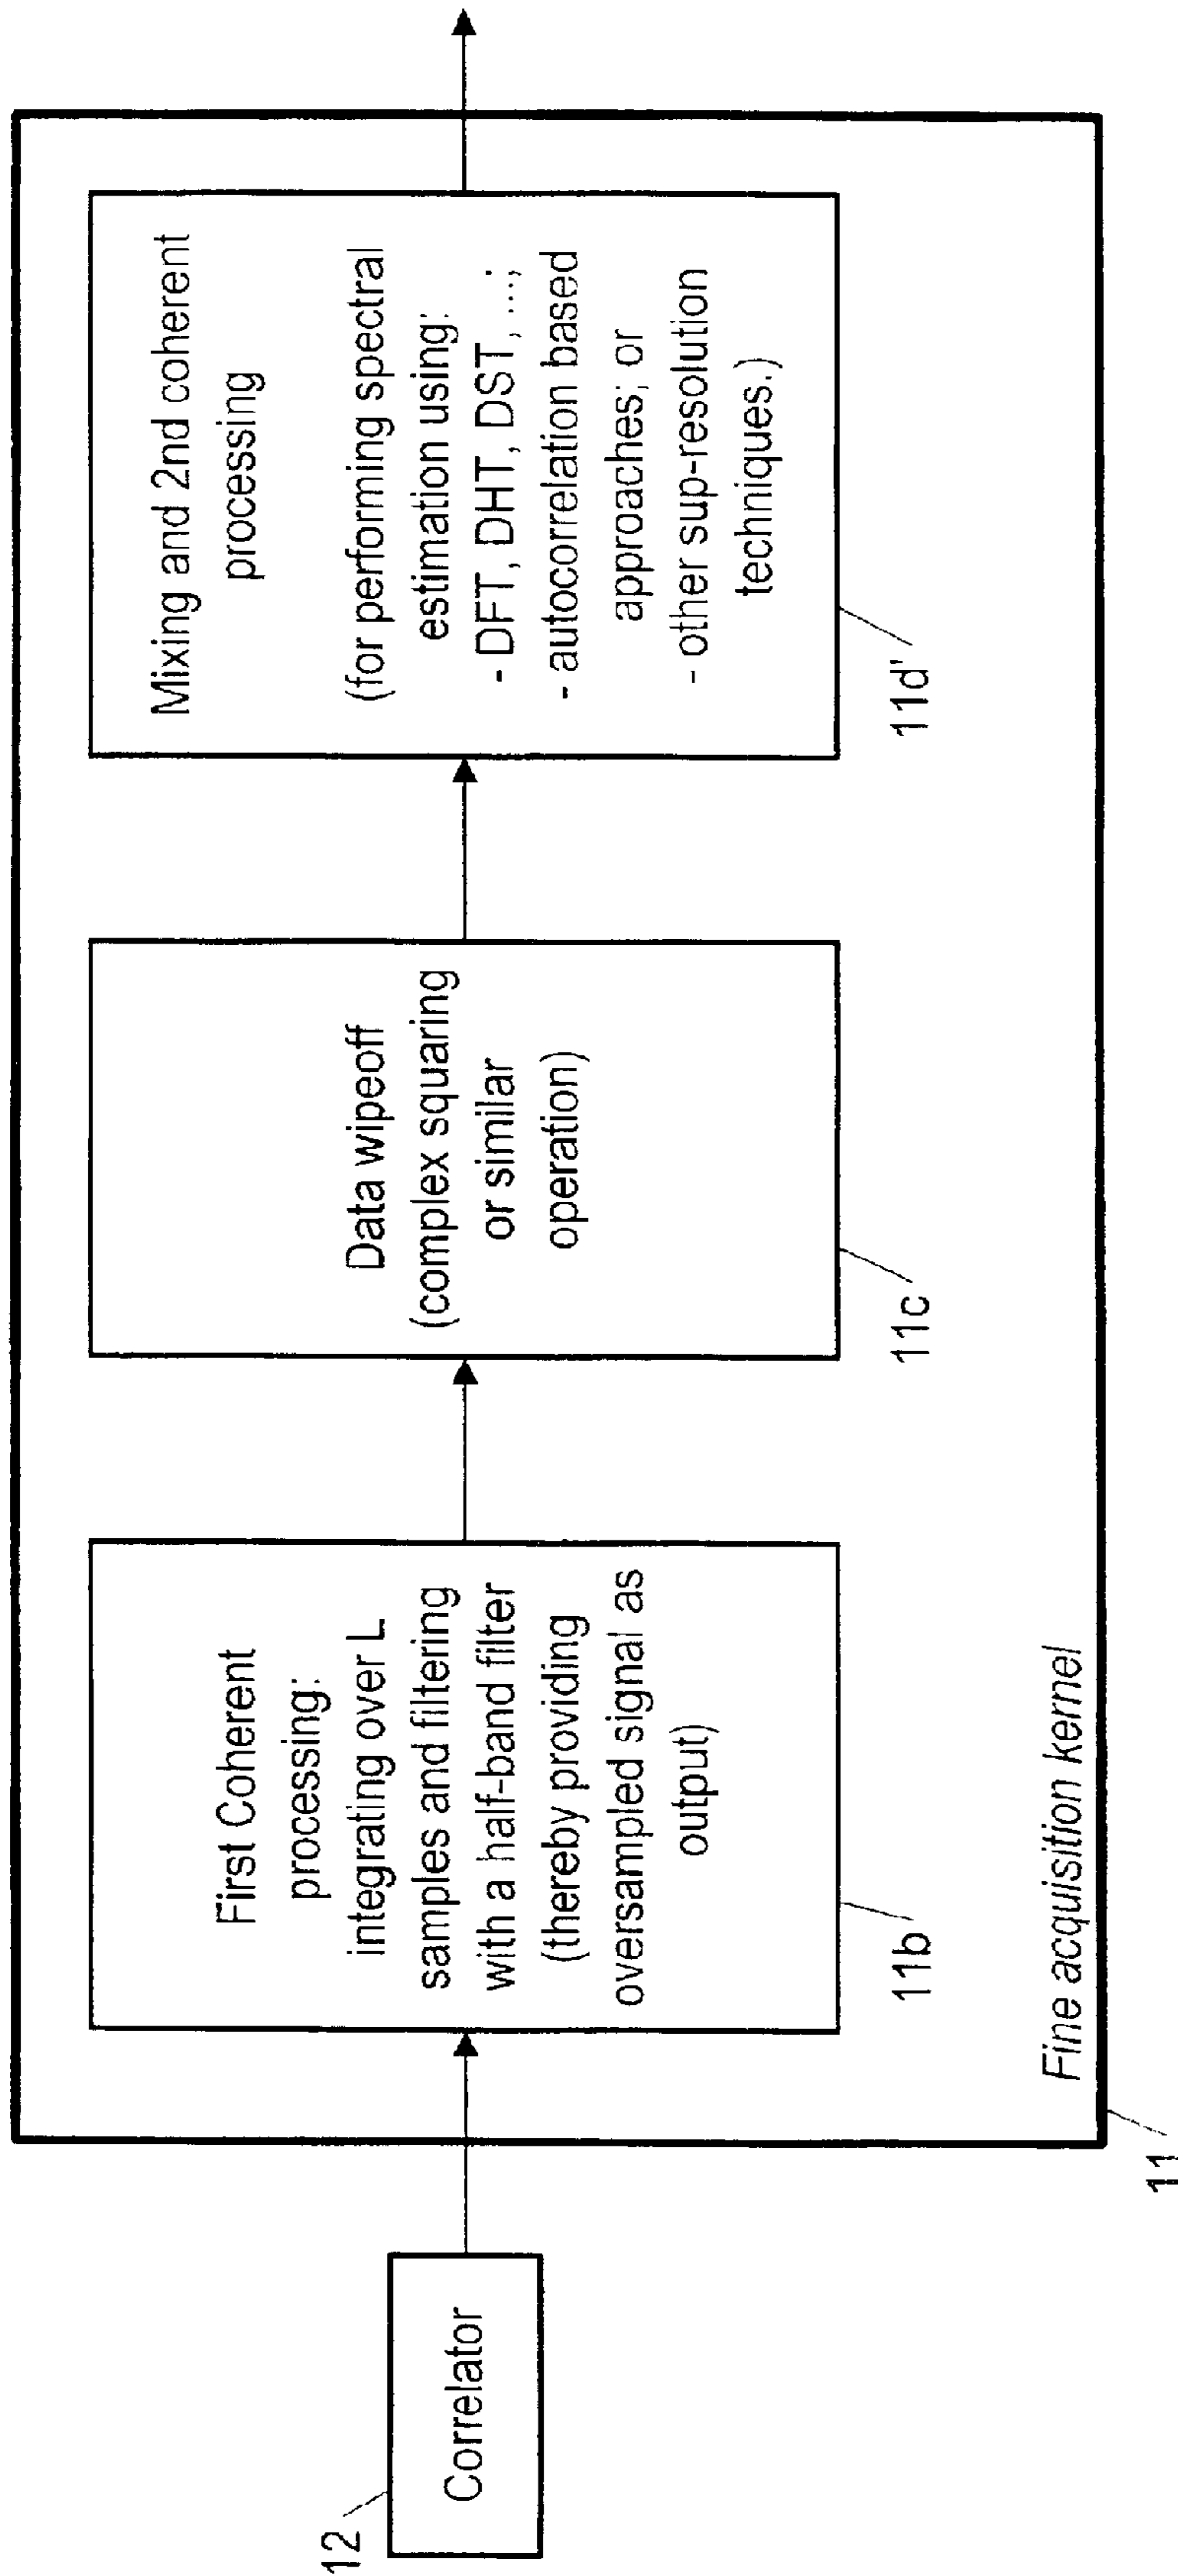 12
Correlator
First Coherent
processing:
integrating over L
samples and filtering
with a half-band filter
(thereby providing
oversampled signal as
output)
11b
Data wipeoff
(complex squaring
or similar
operation)
11c
Mixing and 2nd coherent
processing
(for performing spectral
estimation using:
- DFT, DHT, DST, ...;
- autocorrelation based
approaches; or
- other sup-resolution
techniques.)
11d'
Fine acquisition kernel
11